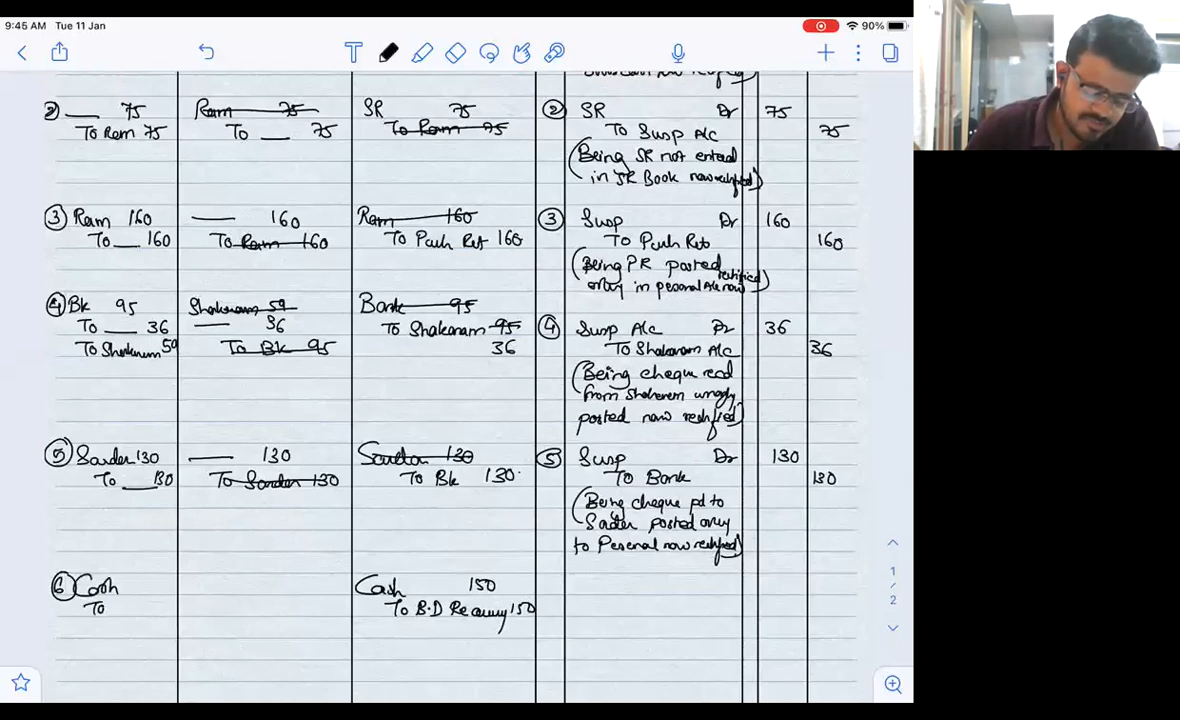 9:45 AM Tue 11 Jan
90%
T
② ___ 75
To Ram 75
Ram 75
To ___ 75
SR 75
To Ram 75
② SR Dr 75
To Susp A/c 75
(Being SR not entered
in SR Book now rectified)
③ Ram 160
To ___ 160
___ 160
To Ram 160
Ram 160
To Purh Ret 160
③ Susp Dr 160
To Purh Ret 160
(Being PR posted
only in personal A/c now rectified)
④ Bk 95
To ___ 36
To Shakaram 59
Shakaram 59
___ 36
To Bk 95
Bank 95
To Shakaram 95
36
④ Susp A/c Dr 36
To Shakaram A/c 36
(Being cheque recd
from Shakaram wrongly
posted now rectified)
⑤ Sardar 130
To ___ 130
___ 130
To Sardar 130
Sardar 130
To Bk 130
⑤ Susp Dr 130
To Bank 130
(Being cheque pd to
Sardar posted only
to Personal now rectified)
⑥ Cash
To
Cash 150
To B.D Recovery 150
1
2